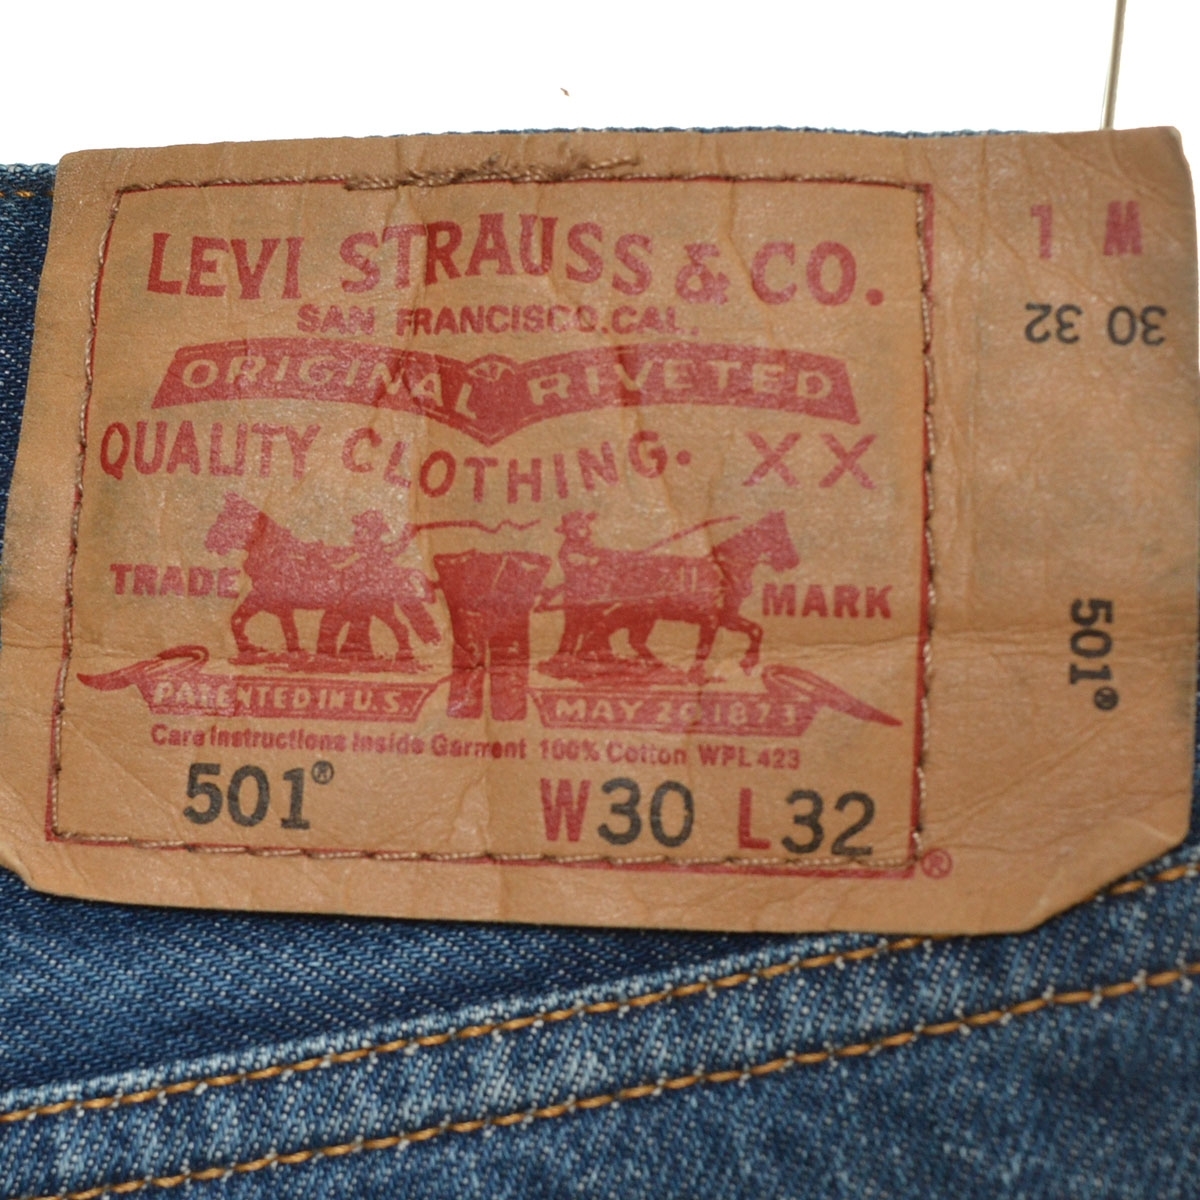 LEVI STRAUSS & CO.
SAN FRANCISCO, CAL.
ORIGINAL RIVETED
QUALITY CLOTHING. XX
TRADE MARK
PATENTED IN U.S. MAY 20 1873
Care Instructions Inside Garment 100% Cotton WPL 423
501® W30 L32
®
1 M
30 32
501®